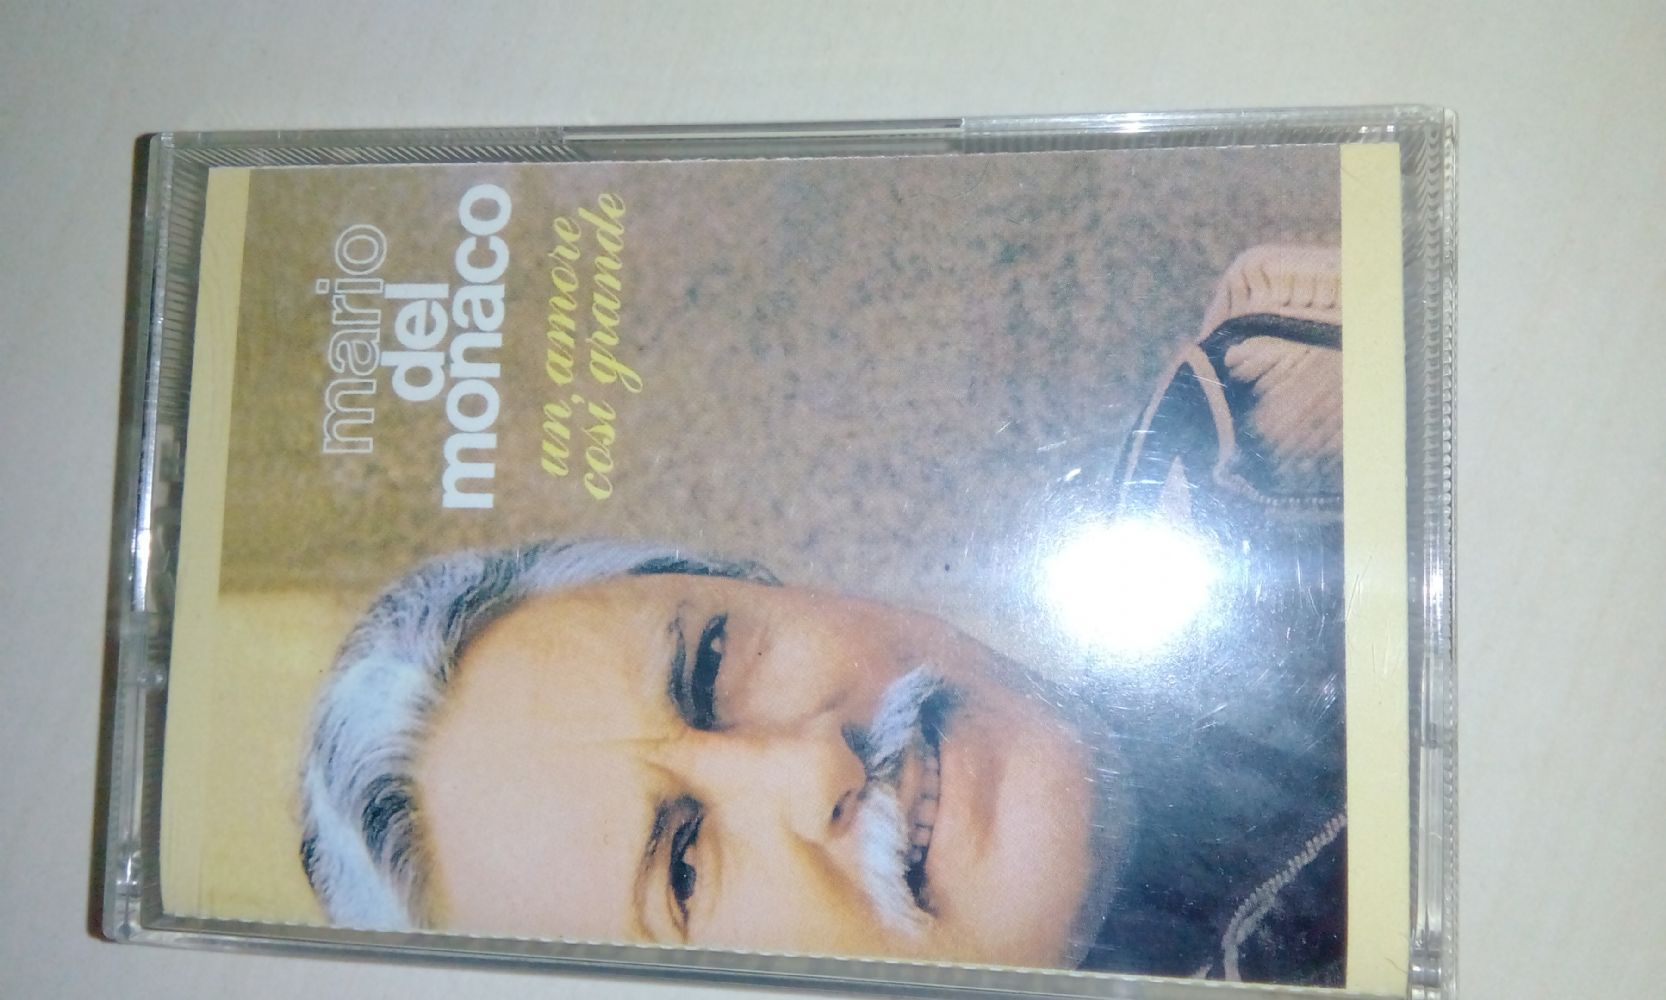 mario
del
monaco
un' amore
così grande